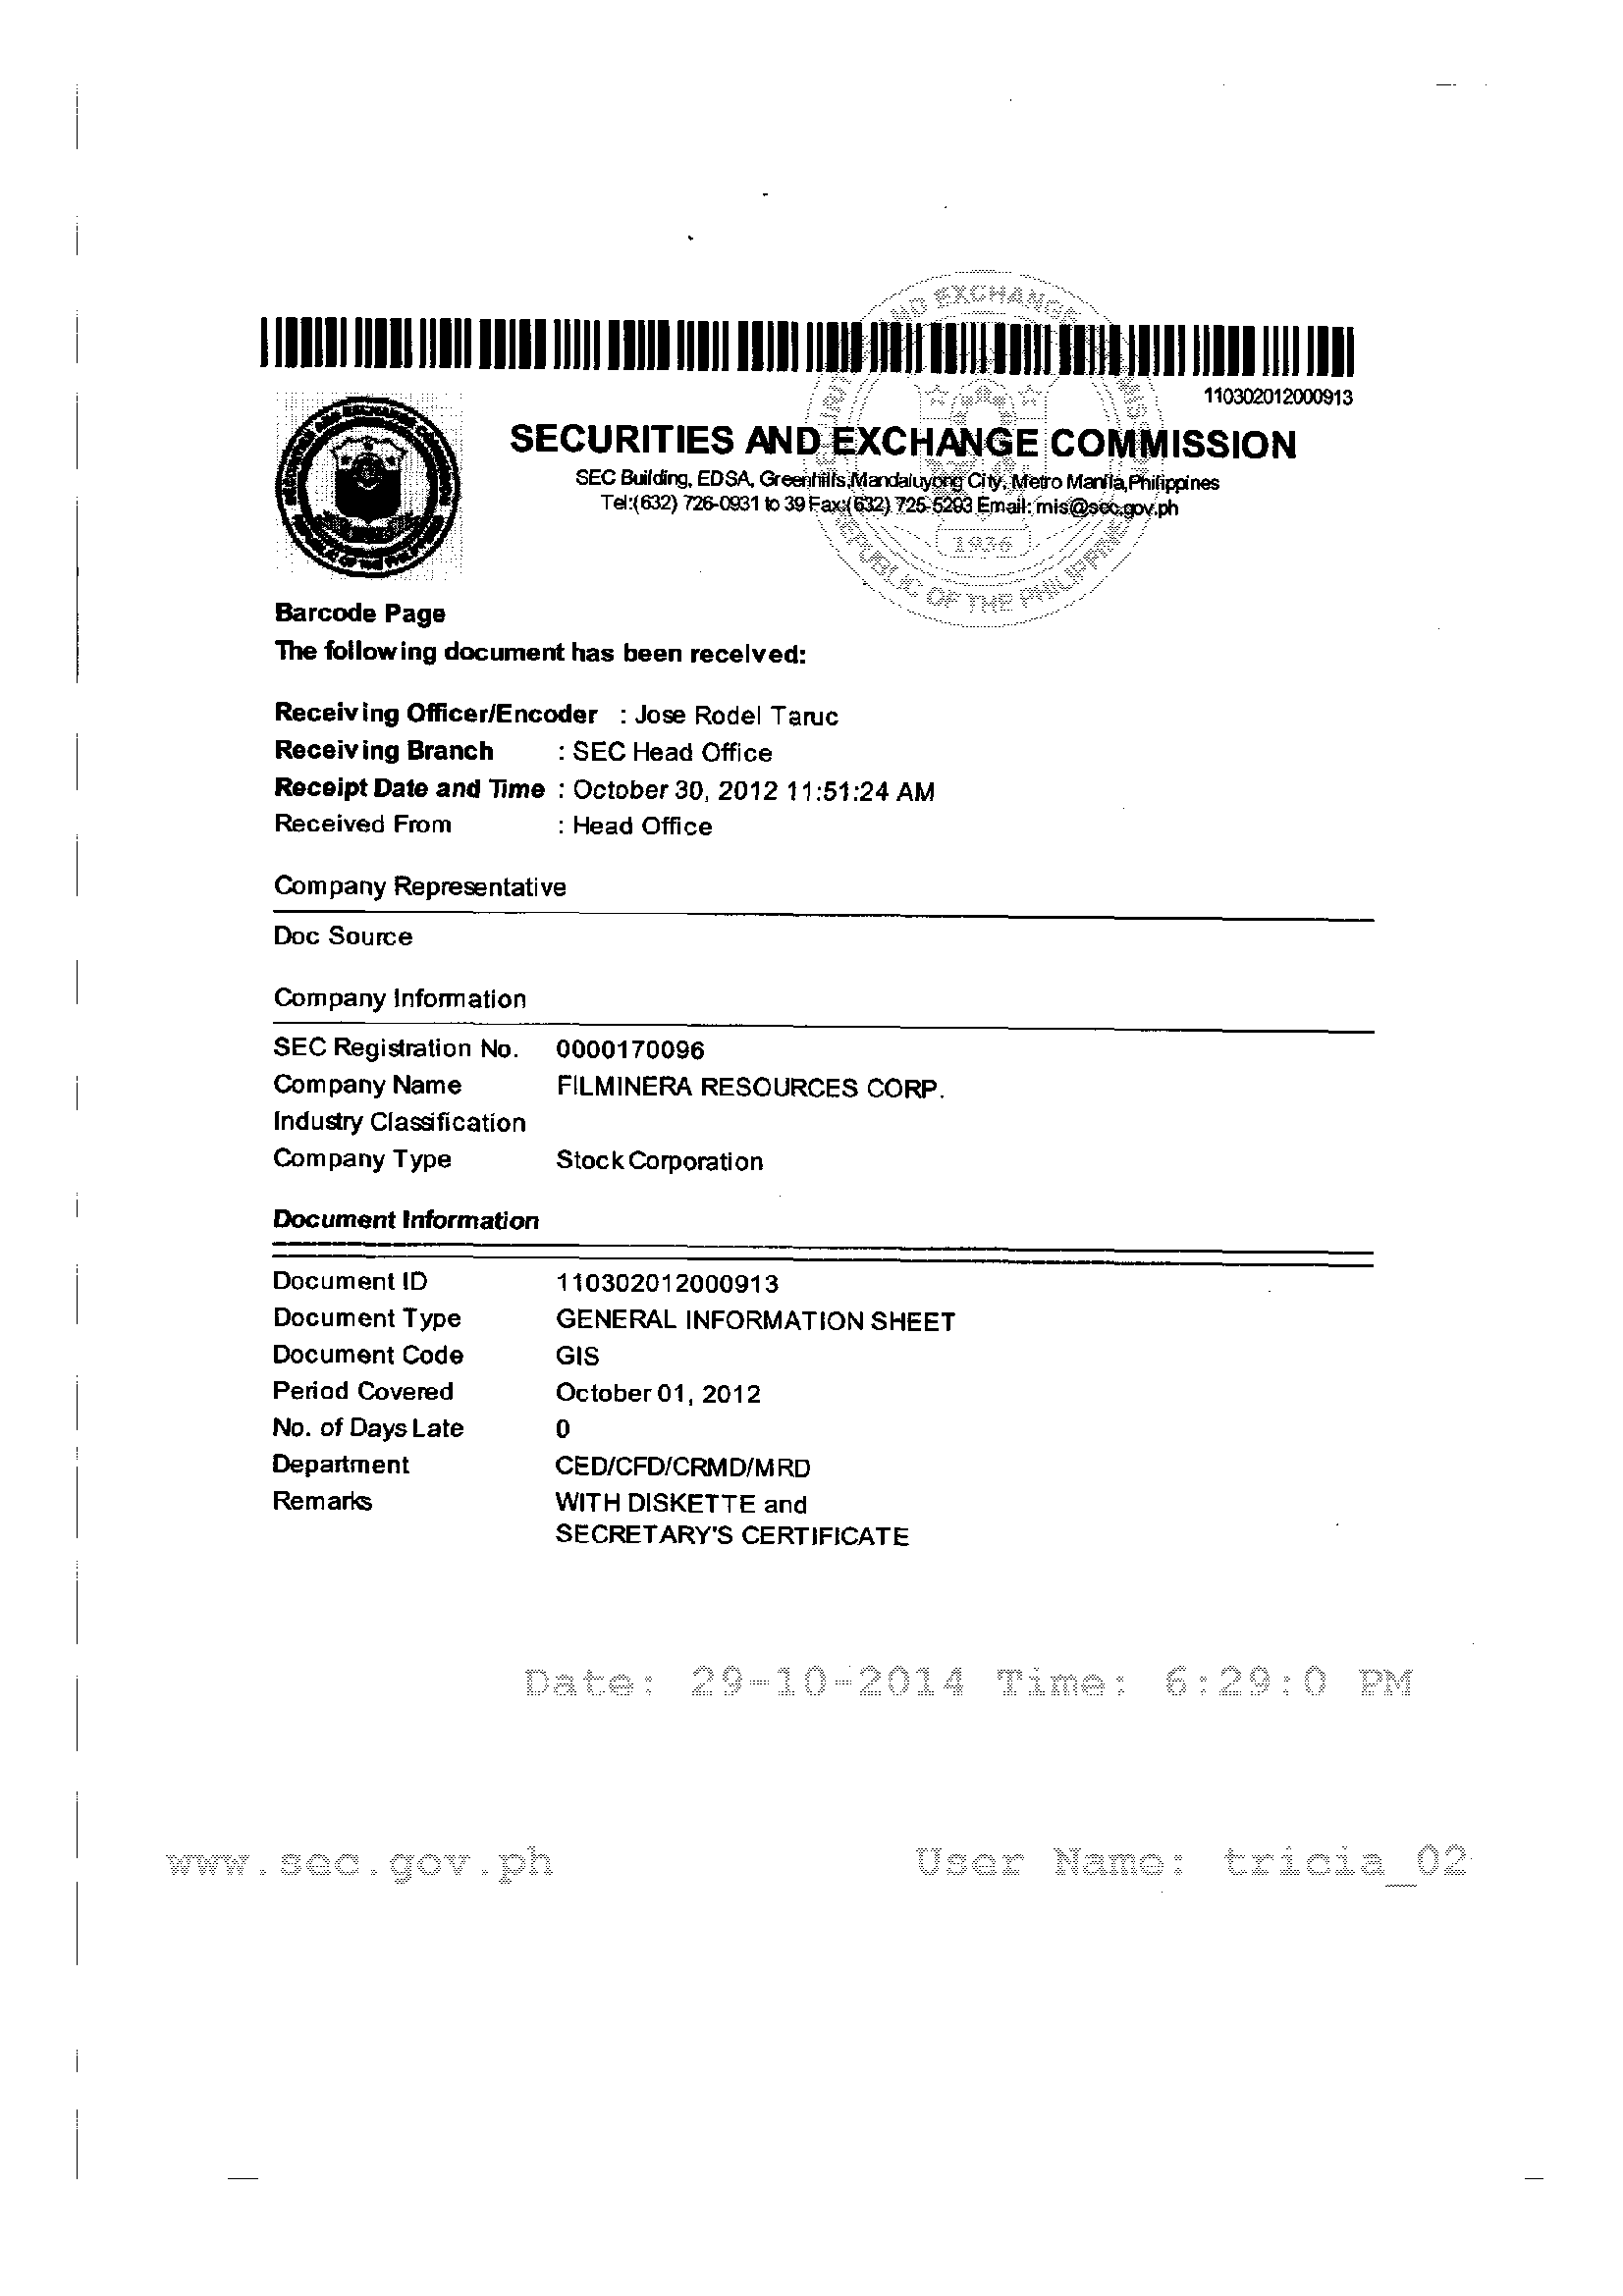 110302012000913
SECURITIES AND EXCHANGE COMMISSION
SEC Building, EDSA, Greenhills,Mandaluyong City, Metro Manila,Philippines
Tel:(632) 726-0931 to 39 Fax:(632) 725-5293 Email: mis@sec.gov.ph
1936
REPUBLIC OF THE PHILIPPINES
Barcode Page
The following document has been received:
Receiving Officer/Encoder : Jose Rodel Taruc
Receiving Branch : SEC Head Office
Receipt Date and Time : October 30, 2012 11:51:24 AM
Received From : Head Office
Company Representative
Doc Source
Company Information
SEC Registration No. 0000170096
Company Name FILMINERA RESOURCES CORP.
Industry Classification
Company Type Stock Corporation
Document Information
Document ID 110302012000913
Document Type GENERAL INFORMATION SHEET
Document Code GIS
Period Covered October 01, 2012
No. of Days Late 0
Department CED/CFD/CRMD/MRD
Remarks WITH DISKETTE and
SECRETARY'S CERTIFICATE
Date: 29-10-2014 Time: 6:29:0 PM
www.sec.gov.ph User Name: tricia_02